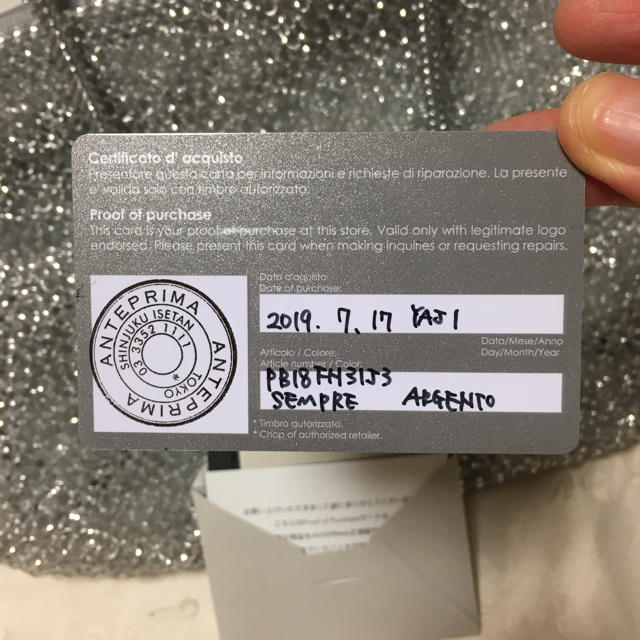 Certificato d' acquisto
Presentare questa carta per informazioni e richieste di riparazione. La presente
e' valida solo con timbro autorizzato.
Proof of purchase
This card is your proof of purchase at this store. Valid only with legitimate logo
endorsed. Please present this card when making inquiries or requesting repairs.
ANTEPRIMA ANTEPRIMA
SHINJUKU ISETAN
03 3352 1111
TOKYO
*
Data d'aquisto:
Date of purchase:
2019. 7. 17 YAJI
Data/Mese/Anno
Day/Month/Year
Articolo / Colore:
Article number / Color:
PB18FH31J3
SEMPRE ARGENTO
* Timbro autorizzato.
* Chop of authorized retailer.